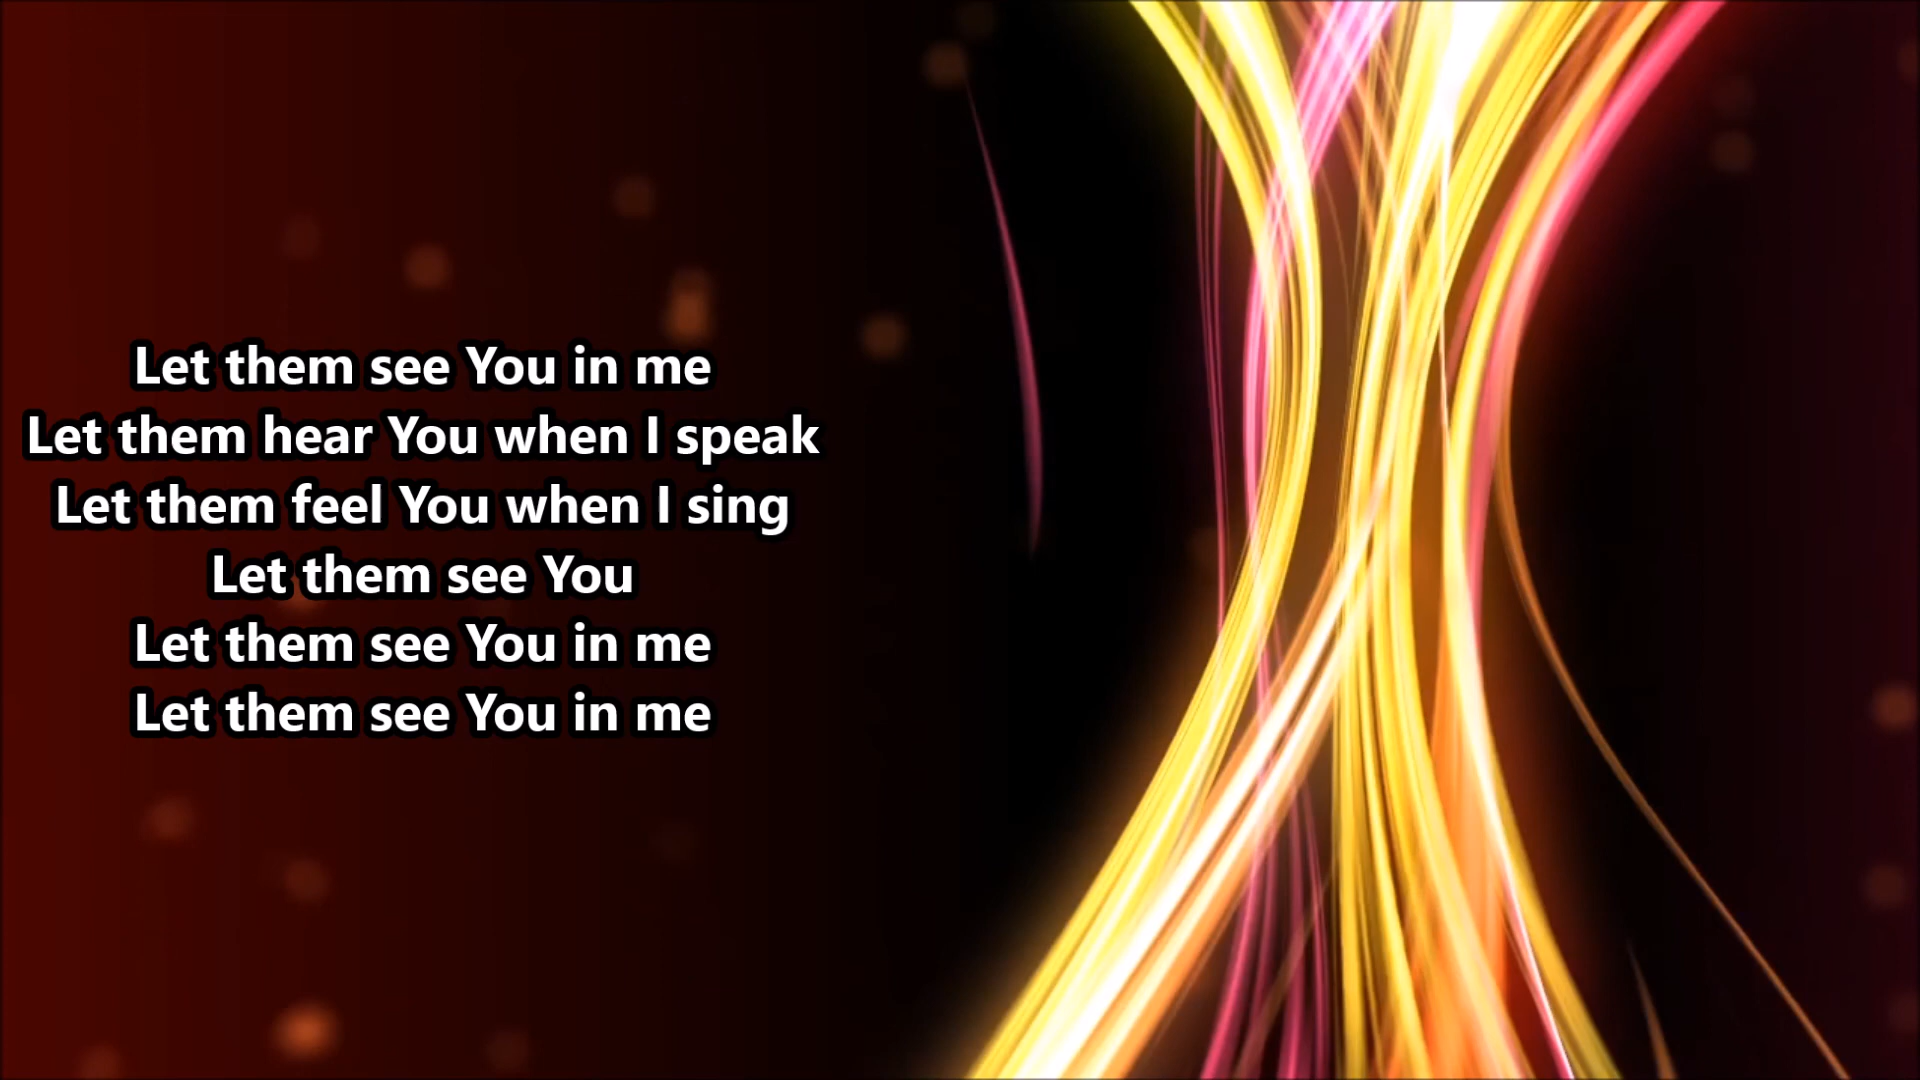 Let them see You in me
Let them hear You when I speak
Let them feel You when I sing
Let them see You
Let them see You in me
Let them see You in me